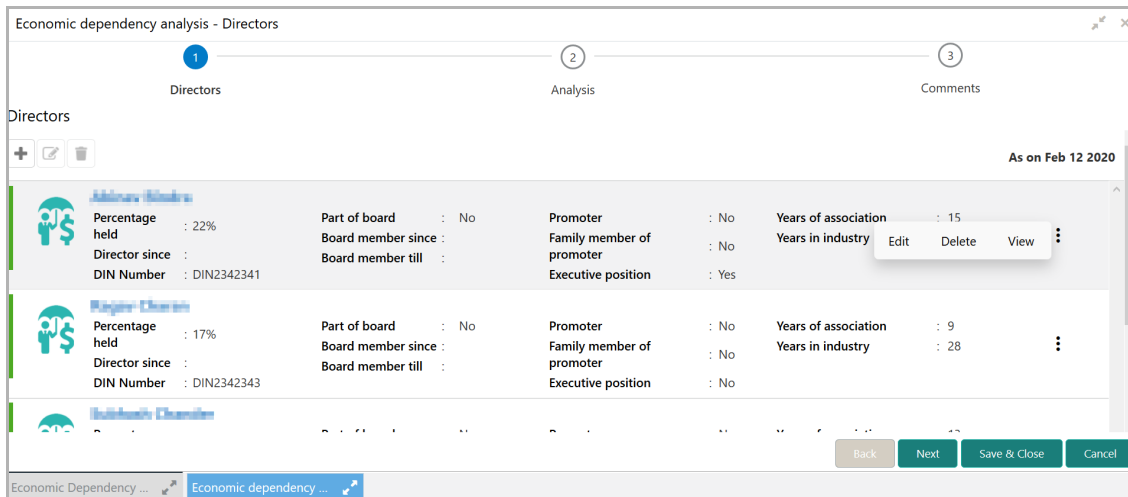 Economic dependency analysis - Directors
1
2
3
Directors
Analysis
Comments
Directors
As on Feb 12 2020
Percentage held : 22%
Director since :
DIN Number : DIN2342341
Part of board : No
Board member since :
Board member till :
Promoter : No
Family member of promoter : No
Executive position : Yes
Years of association : 15
Years in industry
Edit Delete View
Percentage held : 17%
Director since :
DIN Number : DIN2342343
Part of board : No
Board member since :
Board member till :
Promoter : No
Family member of promoter : No
Executive position : No
Years of association : 9
Years in industry : 28
Back Next Save & Close Cancel
Economic Dependency ... Economic dependency ...